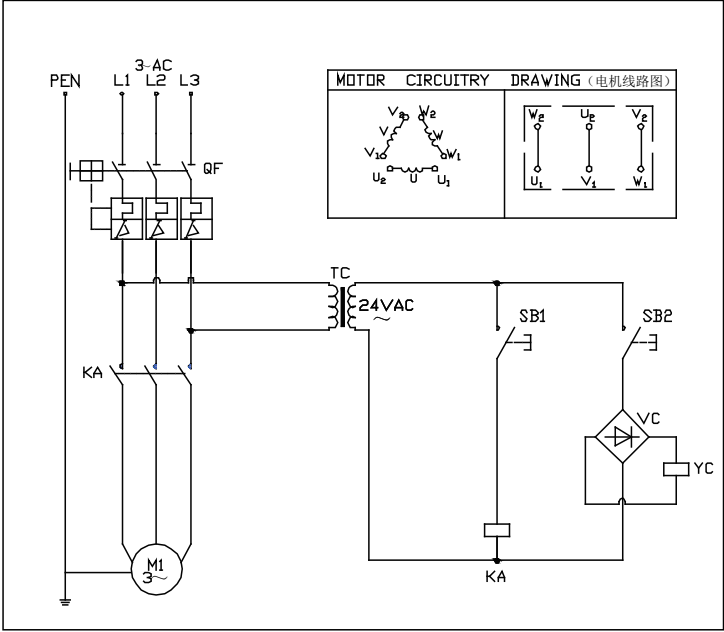 3~AC
PEN L1 L2 L3
QF
MOTOR CIRCUITRY DRAWING（电机线路图）
V2 W2
V W
V1 W1
U2 U U1
W2 U2 V2
U1 V1 W1
TC
24VAC
~
SB1 SB2
KA
VC
YC
M1
3~
KA